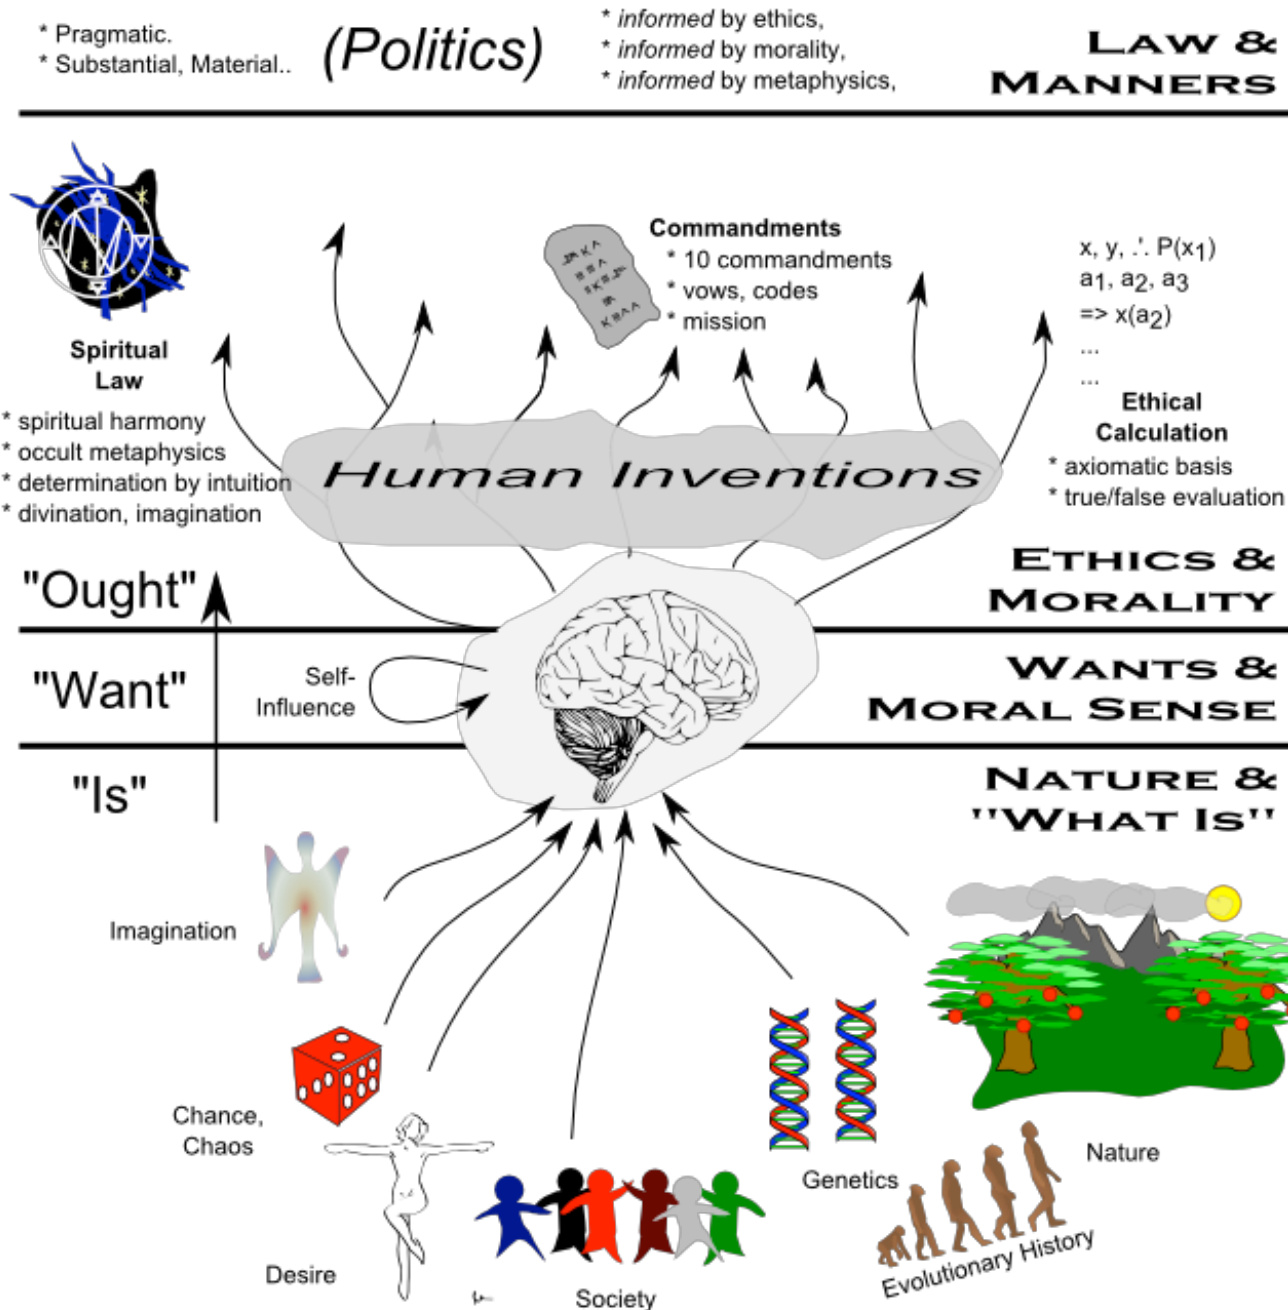 * Pragmatic.
* Substantial, Material..
(Politics)
* informed by ethics,
* informed by morality,
* informed by metaphysics,
LAW &
MANNERS
Spiritual
Law
* spiritual harmony
* occult metaphysics
* determination by intuition
* divination, imagination
Commandments
* 10 commandments
* vows, codes
* mission
x, y, .'. P(x1)
a1, a2, a3
=> x(a2)
...
...
Ethical
Calculation
* axiomatic basis
* true/false evaluation
Human Inventions
"Ought"
ETHICS &
MORALITY
"Want"
Self-
Influence
WANTS &
MORAL SENSE
"Is"
NATURE &
"WHAT IS"
Imagination
Chance,
Chaos
Desire
Society
Genetics
Evolutionary History
Nature